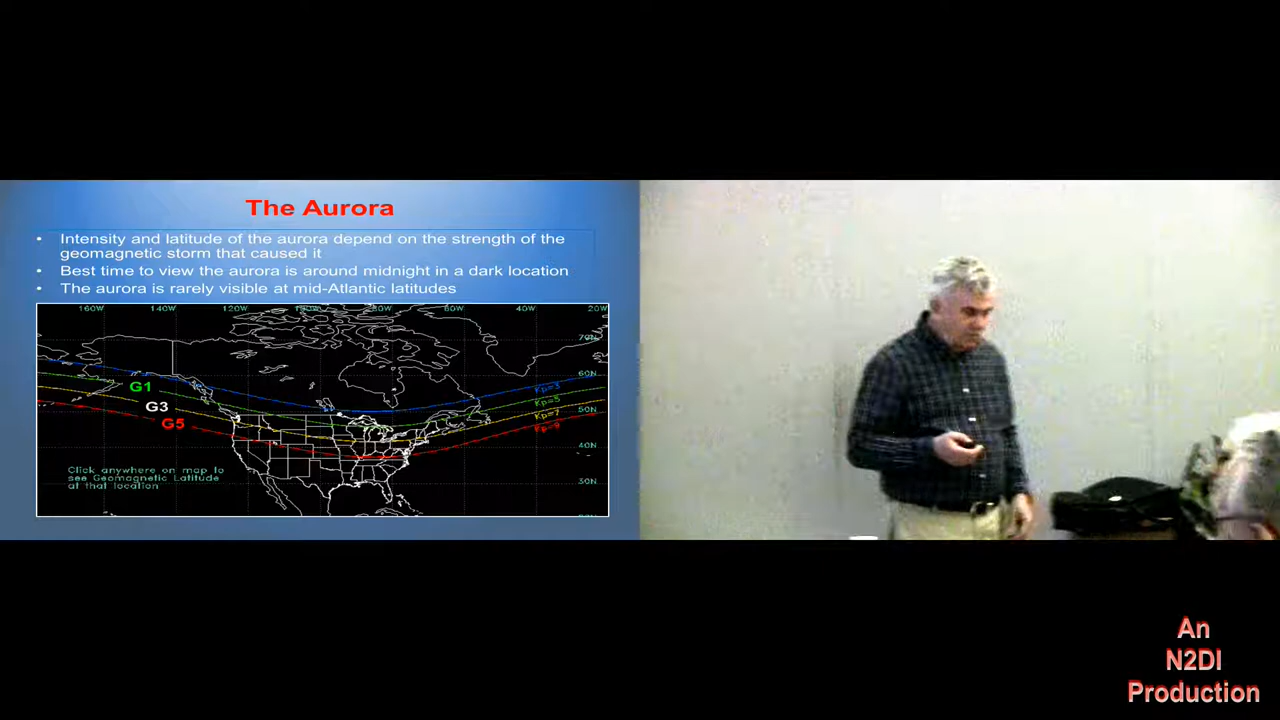 The Aurora
• Intensity and latitude of the aurora depend on the strength of the
geomagnetic storm that caused it
• Best time to view the aurora is around midnight in a dark location
• The aurora is rarely visible at mid-Atlantic latitudes
160W 140W 120W 100W 80W 60W 40W 20W
70N
60N
Kp=3
G1
Kp=5
G3
50N
Kp=7
G5
Kp=9
40N
Click anywhere on map to
see Geomagnetic Latitude
at that location
30N
An
N2DI
Production